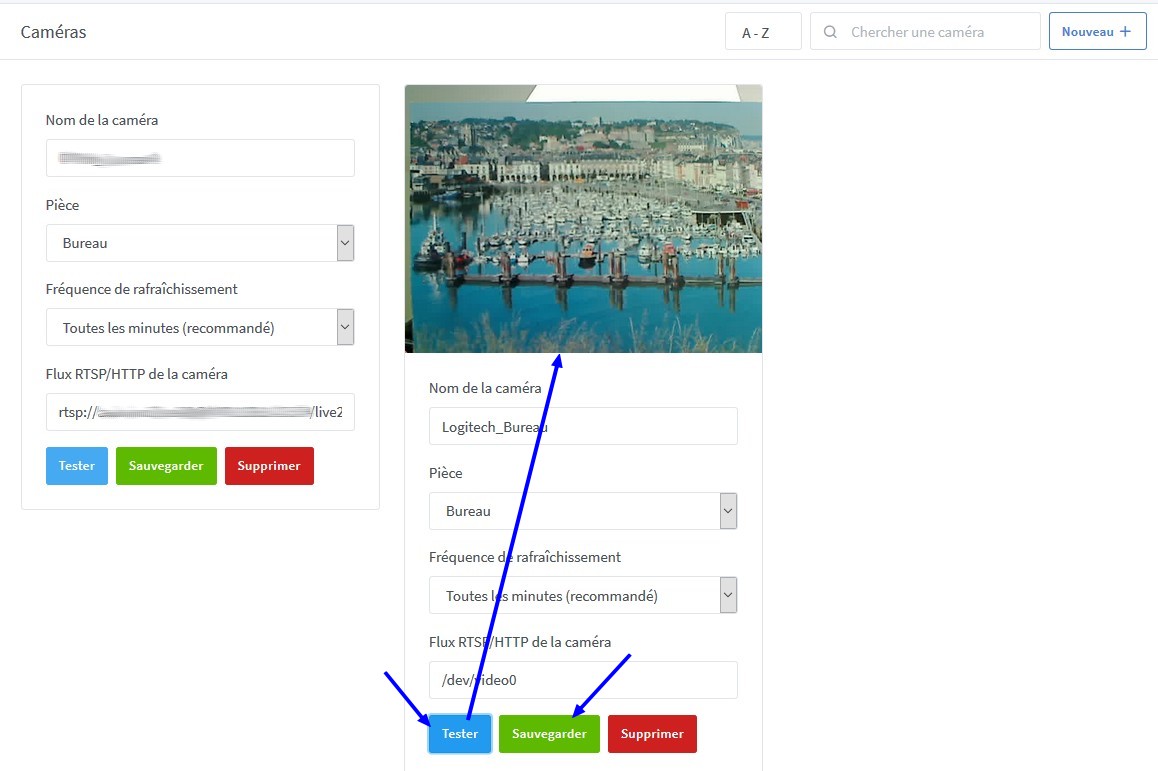 Caméras
A - Z
Chercher une caméra
Nouveau +
Nom de la caméra
Pièce
Bureau
Fréquence de rafraîchissement
Toutes les minutes (recommandé)
Flux RTSP/HTTP de la caméra
rtsp:// /live2
Tester
Sauvegarder
Supprimer
Nom de la caméra
Logitech_Bureau
Pièce
Bureau
Fréquence de rafraîchissement
Toutes les minutes (recommandé)
Flux RTSP/HTTP de la caméra
/dev/video0
Tester
Sauvegarder
Supprimer